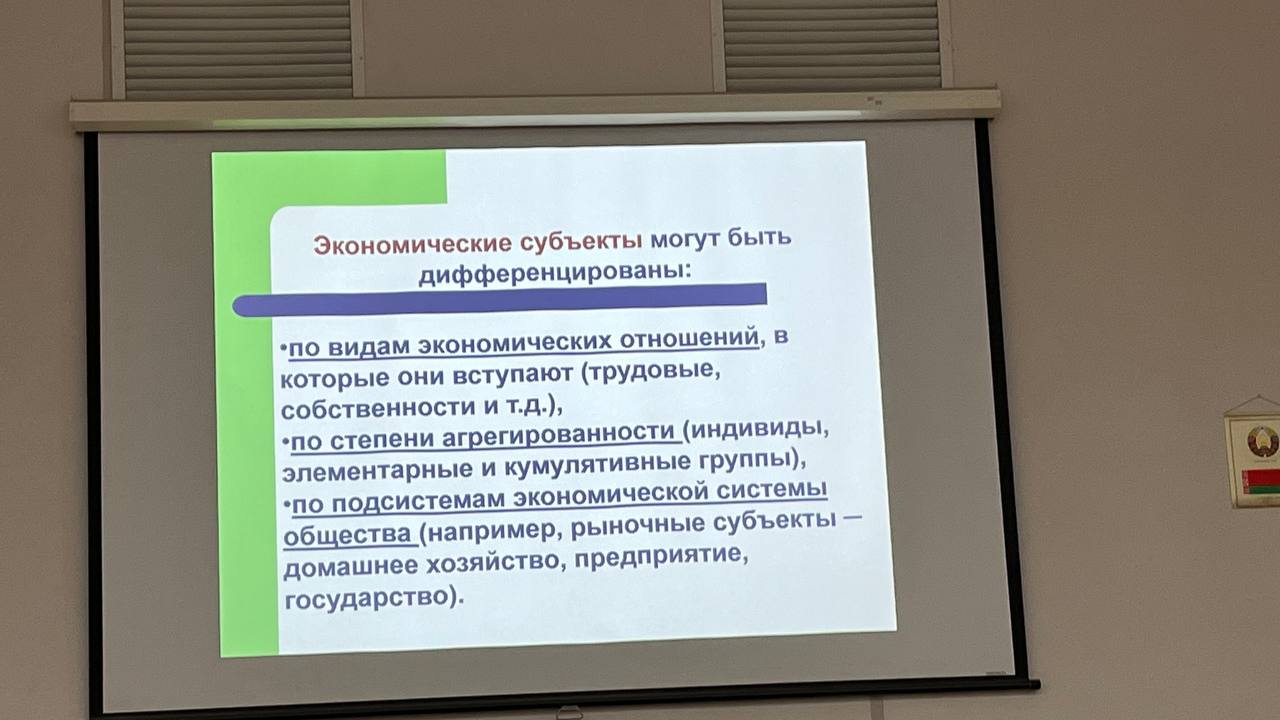 Экономические субъекты могут быть
дифференцированы:
•по видам экономических отношений, в
которые они вступают (трудовые,
собственности и т.д.),
•по степени агрегированности (индивиды,
элементарные и кумулятивные группы),
•по подсистемам экономической системы
общества (например, рыночные субъекты —
домашнее хозяйство, предприятие,
государство).